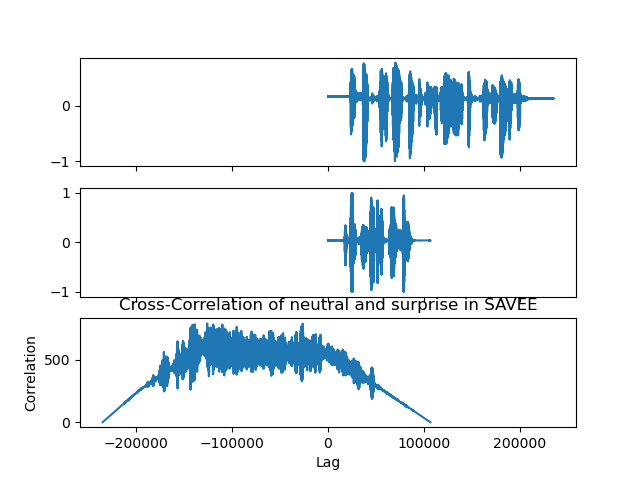 0
−1
1
0
−1
Cross-Correlation of neutral and surprise in SAVEE
Correlation
500
0
−200000 −100000 0 100000 200000
Lag